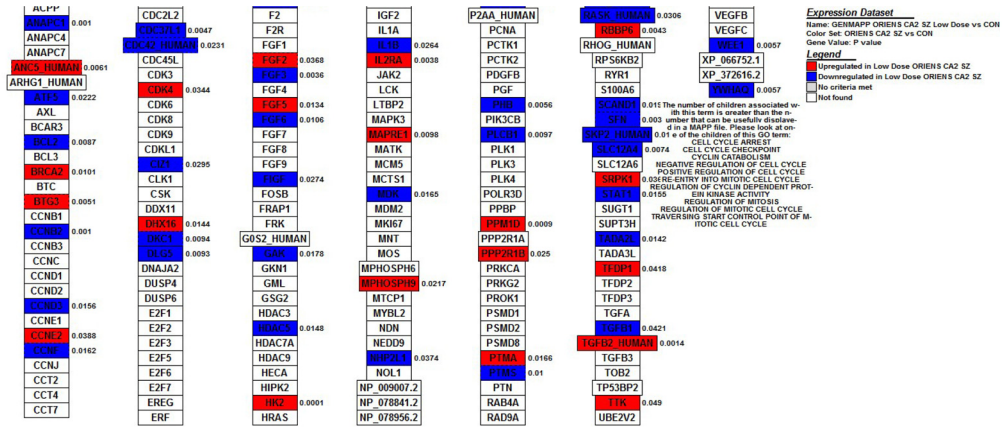 ACPP
ANAPC1 0.001
ANAPC4
ANAPC7
ANC5_HUMAN 0.0061
ARHG1_HUMAN
ATF5 0.0222
AXL
BCAR3
BCL2 0.0087
BCL3
BRCA2 0.0101
BTC
BTG3 0.0051
CCNB1
CCNB2 0.001
CCNB3
CCNC
CCND1
CCND2
CCND3 0.0156
CCNE1
CCNE2 0.0388
CCNF 0.0162
CCNJ
CCT2
CCT4
CCT7
CDC2L2
CDC37L1 0.0047
CDC42_HUMAN 0.0231
CDC45L
CDK3
CDK4 0.0344
CDK6
CDK8
CDK9
CDKL1
CIZ1 0.0295
CLK1
CSK
DDX11
DHX16 0.0144
DKC1 0.0094
DLG5 0.0093
DNAJA2
DUSP4
DUSP6
E2F1
E2F2
E2F3
E2F5
E2F6
E2F7
EREG
ERF
F2
F2R
FGF1
FGF2 0.0368
FGF3 0.0036
FGF4
FGF5 0.0134
FGF6 0.0106
FGF7
FGF8
FGF9
FIGF 0.0274
FOSB
FRAP1
FRK
G0S2_HUMAN
GAK 0.0178
GKN1
GML
GSG2
HDAC3
HDAC5 0.0148
HDAC7A
HDAC9
HECA
HIPK2
HK2 0.0001
HRAS
IGF2
IL1A
IL1B 0.0264
IL2RA 0.0038
JAK2
LCK
LTBP2
MAPK3
MAPRE1 0.0098
MATK
MCM5
MCTS1
MDK 0.0165
MDM2
MKI67
MNT
MOS
MPHOSPH6
MPHOSPH9 0.0217
MTCP1
MYBL2
NDN
NEDD9
NHP2L1 0.0374
NOL1
NP_009007.2
NP_078841.2
NP_078956.2
P2AA_HUMAN
PCNA
PCTK1
PCTK2
PDGFB
PGF
0.0056
PIK3CB
PLCB1 0.0097
PLK1
PLK3
PLK4
POLR3D
PPBP
PPM1D 0.0009
PPP2R1A
PPP2R1B 0.025
PRKCA
PRKG2
PROK1
PSMD1
PSMD2
PSMD8
PTMA 0.0166
PTMS 0.01
PTN
RAB4A
RAD9A
RASK_HUMAN 0.0306
RBBP6 0.0043
RHOG_HUMAN
RPS6KB2
RYR1
S100A6
SCAND1 0.015
SFN 0.003
SKP2_HUMAN 0.01
SLC12A4 0.0074
SLC12A6
SRPK1 0.03
STAT1 0.0155
SUGT1
SUPT3H
TADA2L 0.0142
TADA3L
TFDP1 0.0418
TFDP2
TFDP3
TGFA
TGFB1 0.0421
TGFB2_HUMAN 0.0014
TGFB3
TOB2
TP53BP2
TTK 0.049
UBE2V2
VEGFB
VEGFC
WEE1 0.0057
XP_066752.1
XP_372616.2
YWHAQ 0.0057
The number of children associated w-
ith this term is greater than the n-
umber that can be usefully displaye-
d in a MAPP file. Please look at on-
e of the children of this GO term:
CELL CYCLE ARREST
CELL CYCLE CHECKPOINT
CYCLIN CATABOLISM
NEGATIVE REGULATION OF CELL CYCLE
POSITIVE REGULATION OF CELL CYCLE
RE-ENTRY INTO MITOTIC CELL CYCLE
REGULATION OF CYCLIN DEPENDENT PROT-
EIN KINASE ACTIVITY
REGULATION OF MITOSIS
REGULATION OF MITOTIC CELL CYCLE
TRAVERSING START CONTROL POINT OF M-
ITOTIC CELL CYCLE
Expression Dataset
Name: GENMAPP ORIENS CA2 SZ Low Dose vs CON
Color Set: ORIENS CA2 SZ vs CON
Gene Value: P value
Legend
Upregulated in Low Dose ORIENS CA2 SZ
Downregulated in Low Dose ORIENS CA2 SZ
No criteria met
Not found